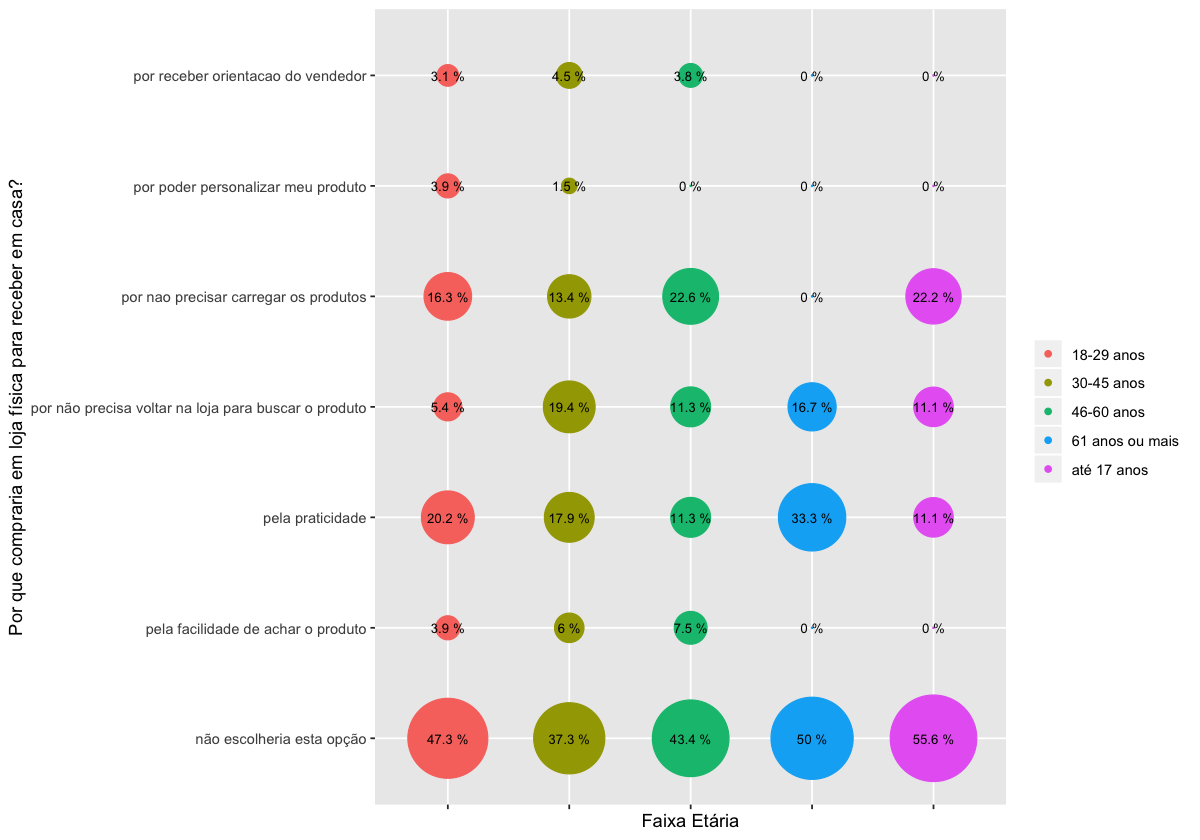 Por que compraria em loja física para receber em casa?
por receber orientacao do vendedor
3.1 %
4.5 %
3.8 %
0 %
0 %
por poder personalizar meu produto
3.9 %
1.5 %
0 %
0 %
0 %
por nao precisar carregar os produtos
16.3 %
13.4 %
22.6 %
0 %
22.2 %
por não precisa voltar na loja para buscar o produto
5.4 %
19.4 %
11.3 %
16.7 %
11.1 %
pela praticidade
20.2 %
17.9 %
11.3 %
33.3 %
11.1 %
pela facilidade de achar o produto
3.9 %
6 %
7.5 %
0 %
0 %
não escolheria esta opção
47.3 %
37.3 %
43.4 %
50 %
55.6 %
Faixa Etária
18-29 anos
30-45 anos
46-60 anos
61 anos ou mais
até 17 anos